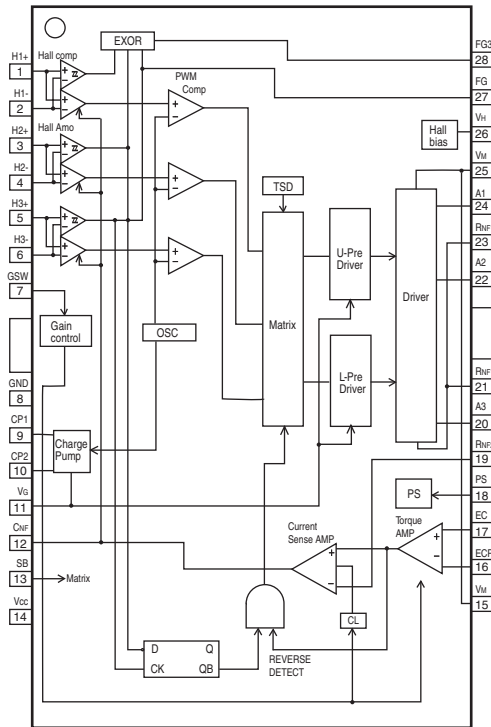 H1+
1
H1-
2
H2+
3
H2-
4
H3+
5
H3-
6
GSW
7
GND
8
CP1
9
CP2
10
VG
11
CNF
12
SB
13
Vcc
14
Hall comp
EXOR
Hall Amo
PWM
Comp
TSD
Matrix
U-Pre
Driver
L-Pre
Driver
Driver
Hall
bias
Gain
control
OSC
Charge
Pump
PS
Current
Sense AMP
Torque
AMP
CL
Matrix
D
Q
CK
QB
REVERSE
DETECT
FG3
28
FG
27
VH
26
VM
25
A1
24
RNF
23
A2
22
RNF
21
A3
20
19
PS
18
EC
17
ECR
16
VM
15